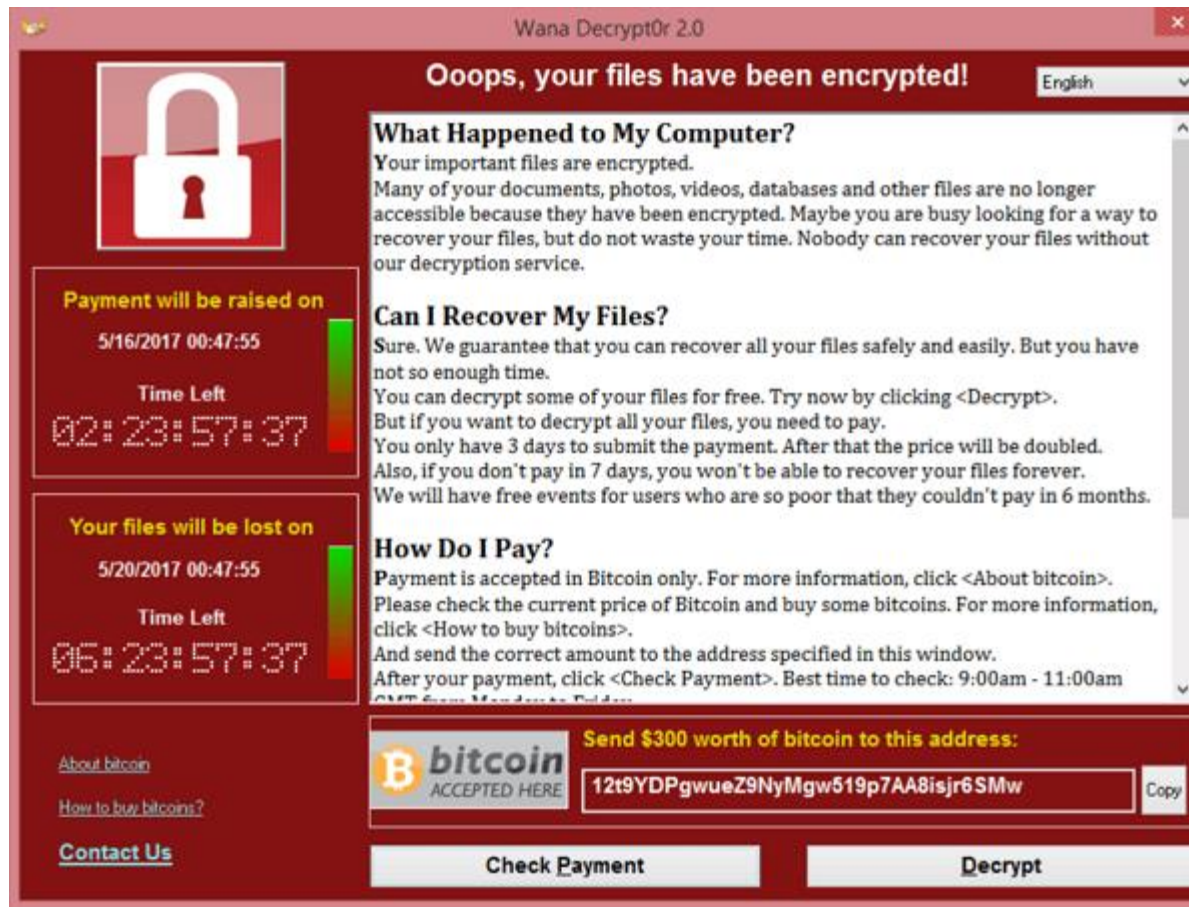 Wana Decrypt0r 2.0
Ooops, your files have been encrypted!
English
Payment will be raised on
5/16/2017 00:47:55
Time Left
02:23:57:37
Your files will be lost on
5/20/2017 00:47:55
Time Left
06:23:57:37
About bitcoin
How to buy bitcoins?
Contact Us
What Happened to My Computer?
Your important files are encrypted.
Many of your documents, photos, videos, databases and other files are no longer
accessible because they have been encrypted. Maybe you are busy looking for a way to
recover your files, but do not waste your time. Nobody can recover your files without
our decryption service.
Can I Recover My Files?
Sure. We guarantee that you can recover all your files safely and easily. But you have
not so enough time.
You can decrypt some of your files for free. Try now by clicking <Decrypt>.
But if you want to decrypt all your files, you need to pay.
You only have 3 days to submit the payment. After that the price will be doubled.
Also, if you don't pay in 7 days, you won't be able to recover your files forever.
We will have free events for users who are so poor that they couldn't pay in 6 months.
How Do I Pay?
Payment is accepted in Bitcoin only. For more information, click <About bitcoin>.
Please check the current price of Bitcoin and buy some bitcoins. For more information,
click <How to buy bitcoins>.
And send the correct amount to the address specified in this window.
After your payment, click <Check Payment>. Best time to check: 9:00am - 11:00am
GMT from Monday to Friday
bitcoin
ACCEPTED HERE
Send $300 worth of bitcoin to this address:
12t9YDPgwueZ9NyMgw519p7AA8isjr6SMw
Copy
Check Payment
Decrypt